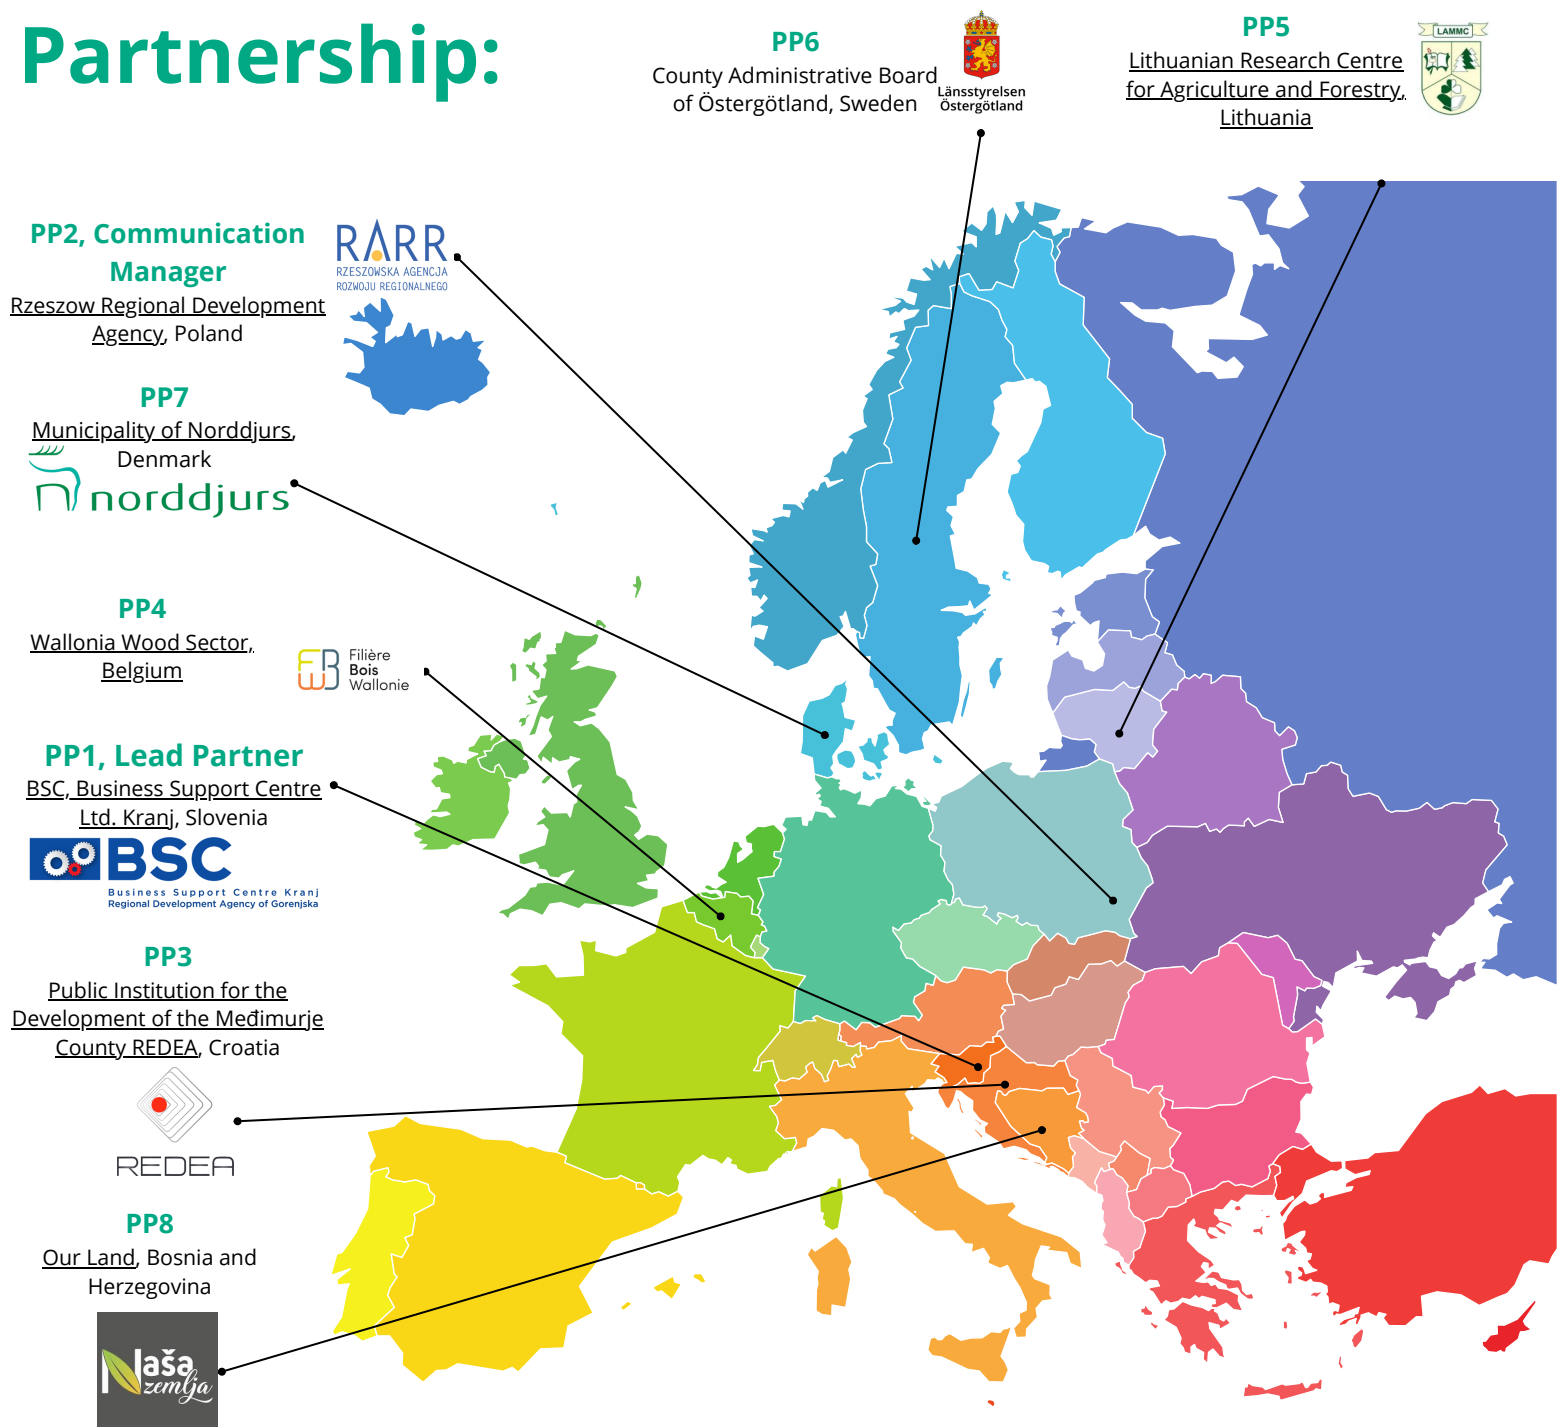 Partnership:
PP6
County Administrative Board
of Östergötland, Sweden
Länsstyrelsen
Östergötland
PP5
Lithuanian Research Centre
for Agriculture and Forestry,
Lithuania
LAMMC
PP2, Communication
Manager
Rzeszow Regional Development
Agency, Poland
RARR
RZESZOWSKA AGENCJA
ROZWOJU REGIONALNEGO
PP7
Municipality of Norddjurs,
Denmark
norddjurs
PP4
Wallonia Wood Sector,
Belgium
FBW
Filière
Bois
Wallonie
PP1, Lead Partner
BSC, Business Support Centre
Ltd. Kranj, Slovenia
BSC
Business Support Centre Kranj
Regional Development Agency of Gorenjska
PP3
Public Institution for the
Development of the Međimurje
County REDEA, Croatia
REDEA
PP8
Our Land, Bosnia and
Herzegovina
Naša
zemlja